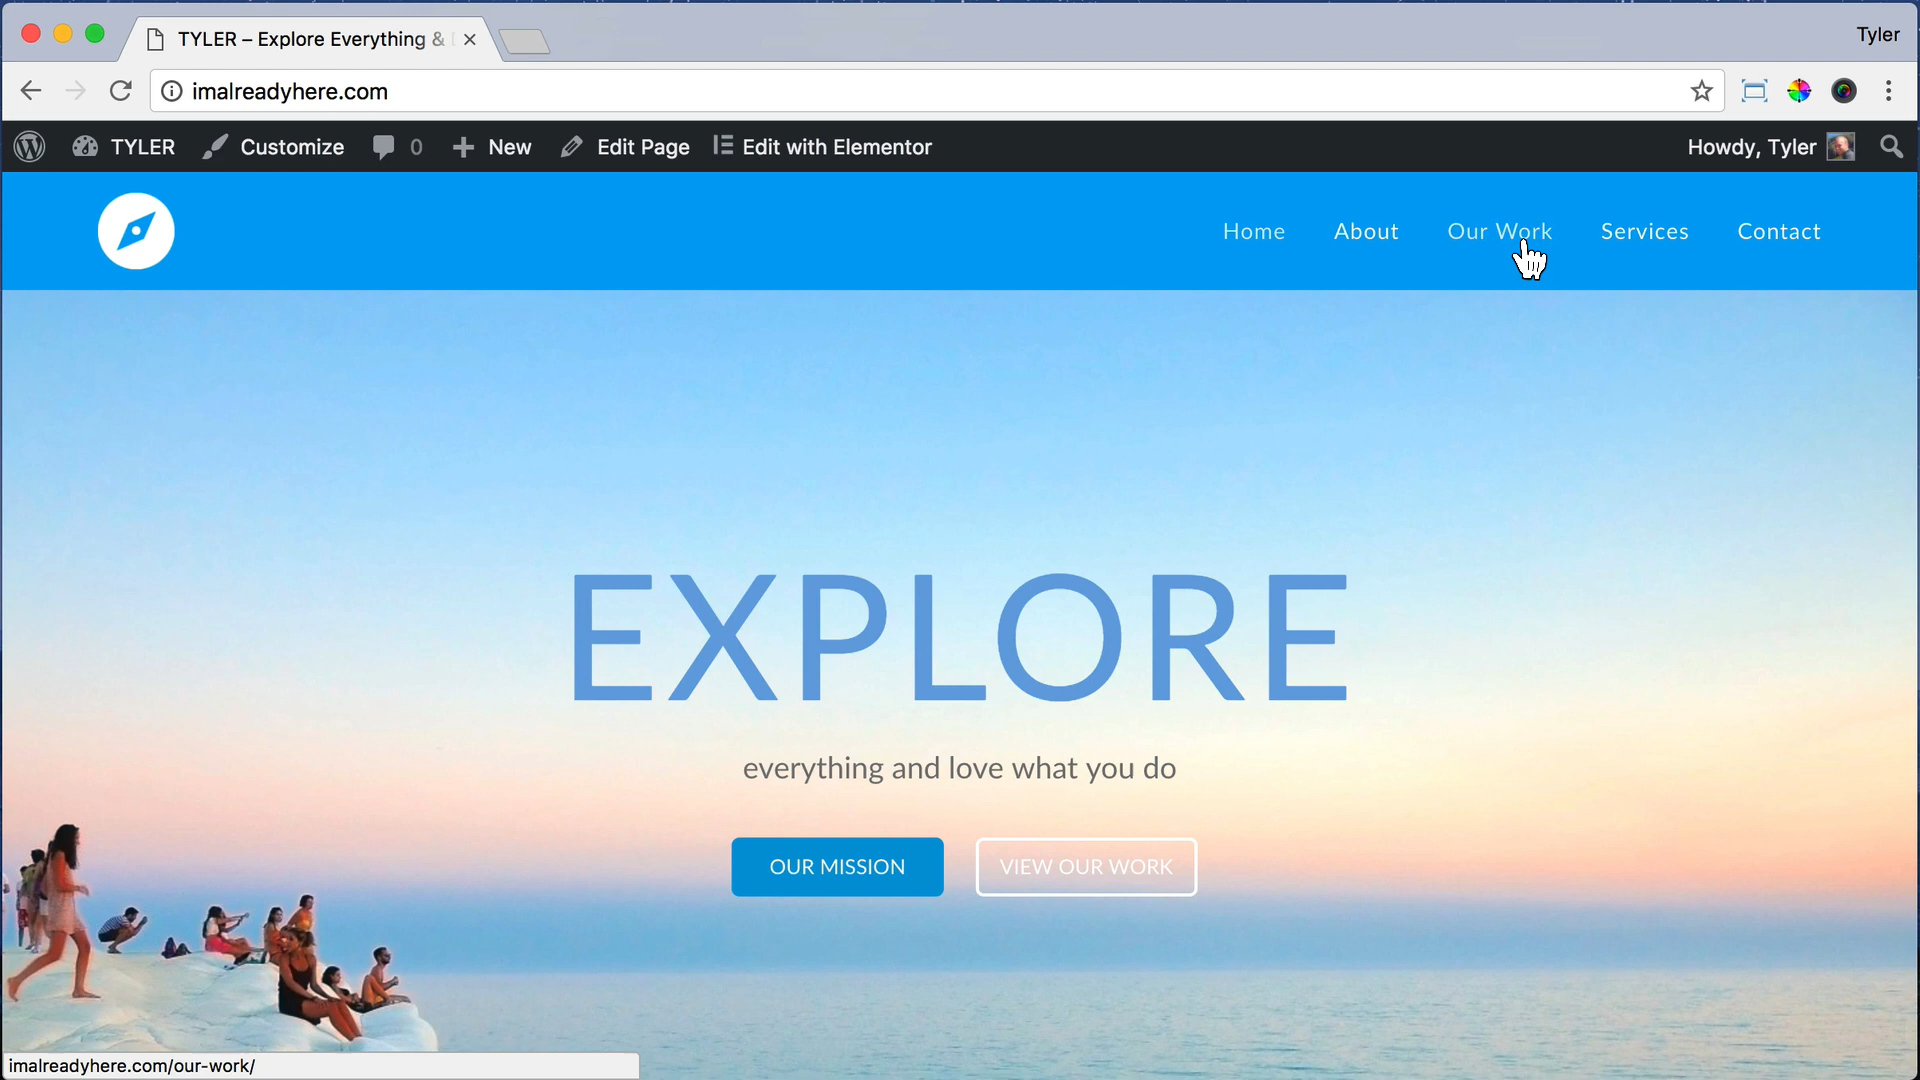 TYLER – Explore Everything &
Tyler
imalreadyhere.com
TYLER Customize 0 New Edit Page Edit with Elementor Howdy, Tyler
Home About Our Work Services Contact
EXPLORE
everything and love what you do
OUR MISSION VIEW OUR WORK
imalreadyhere.com/our-work/